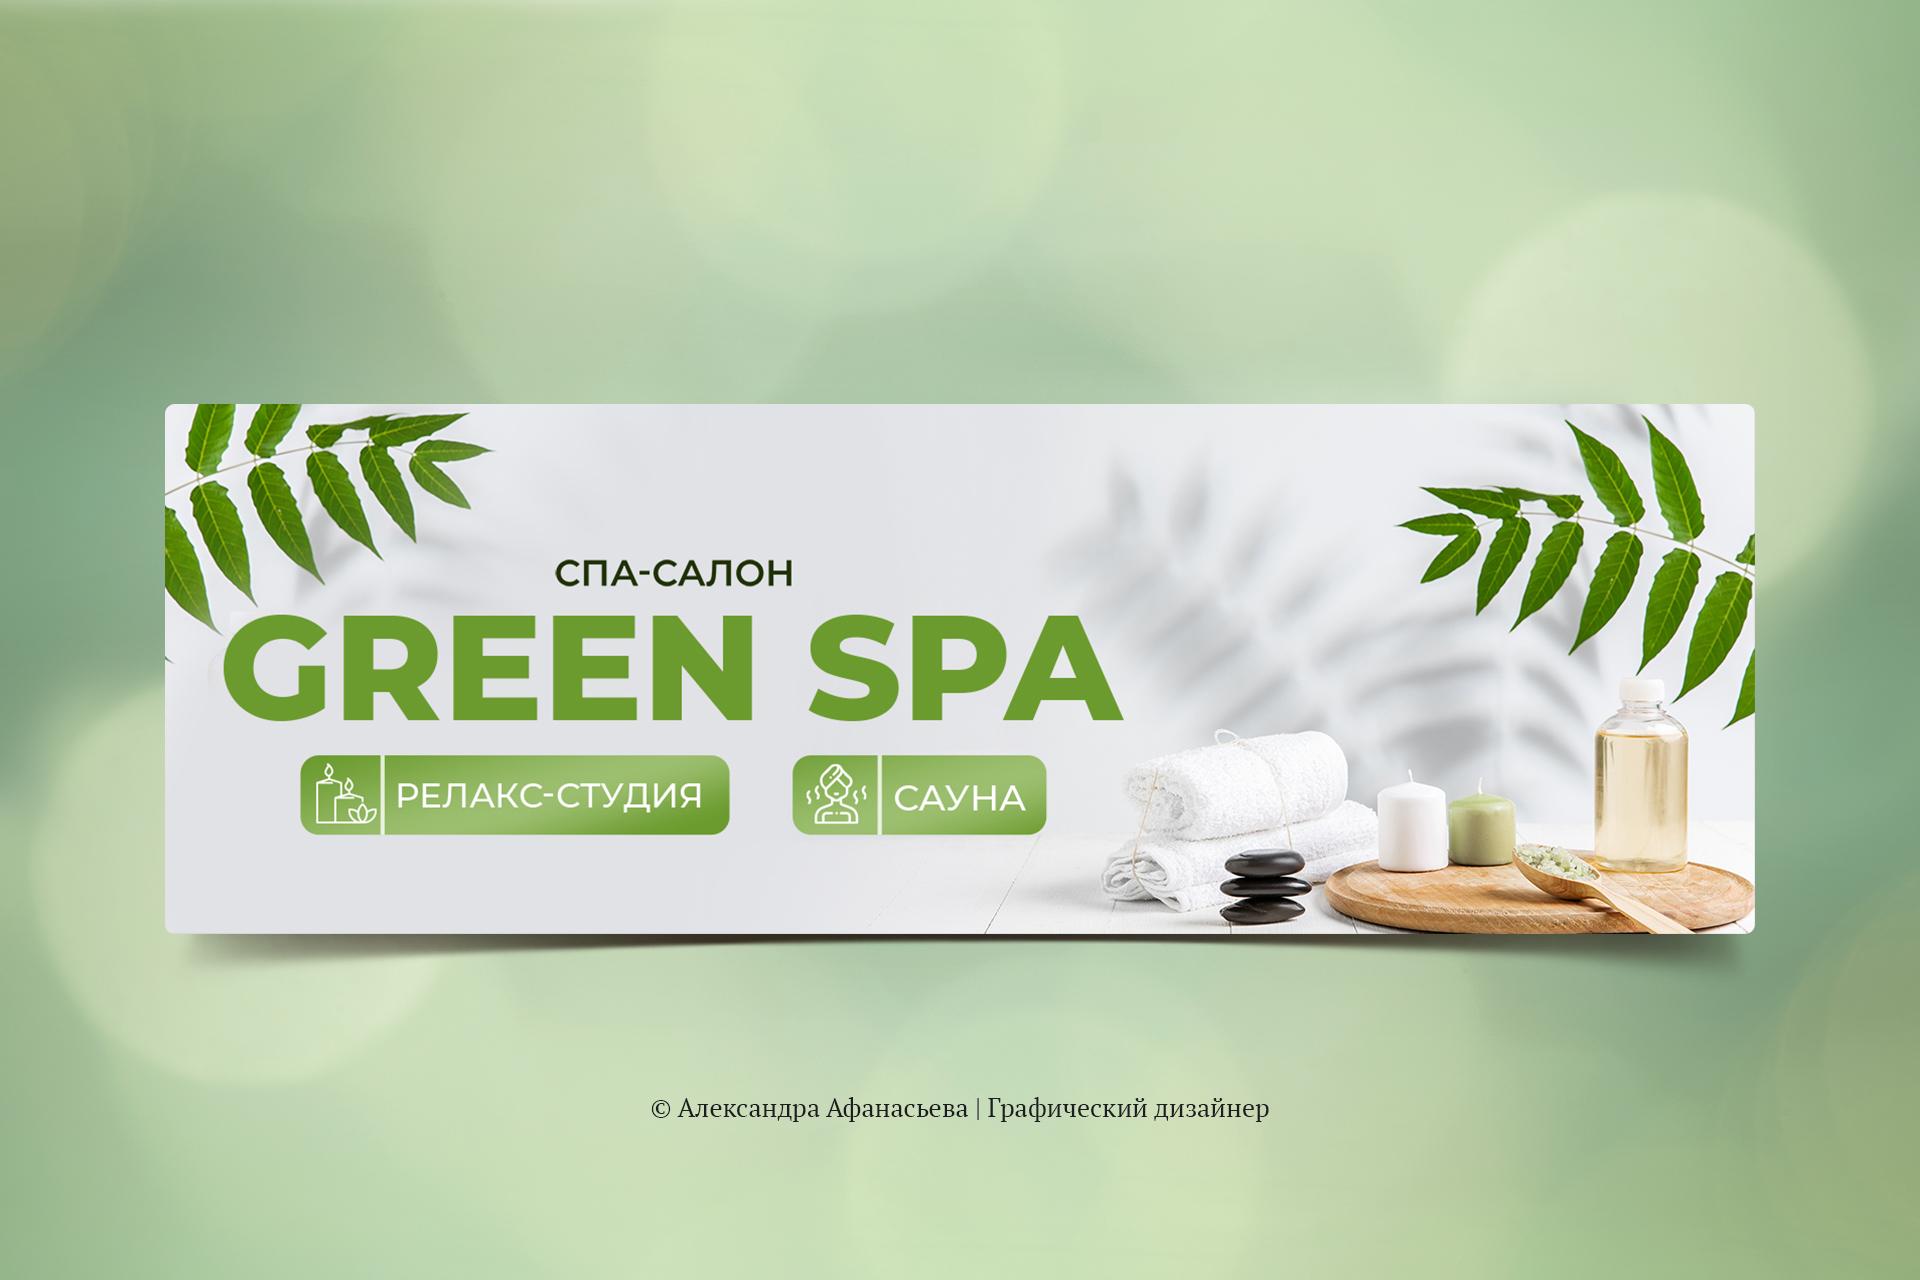 СПА-САЛОН
GREEN SPA
РЕЛАКС-СТУДИЯ
САУНА
© Александра Афанасьева | Графический дизайнер